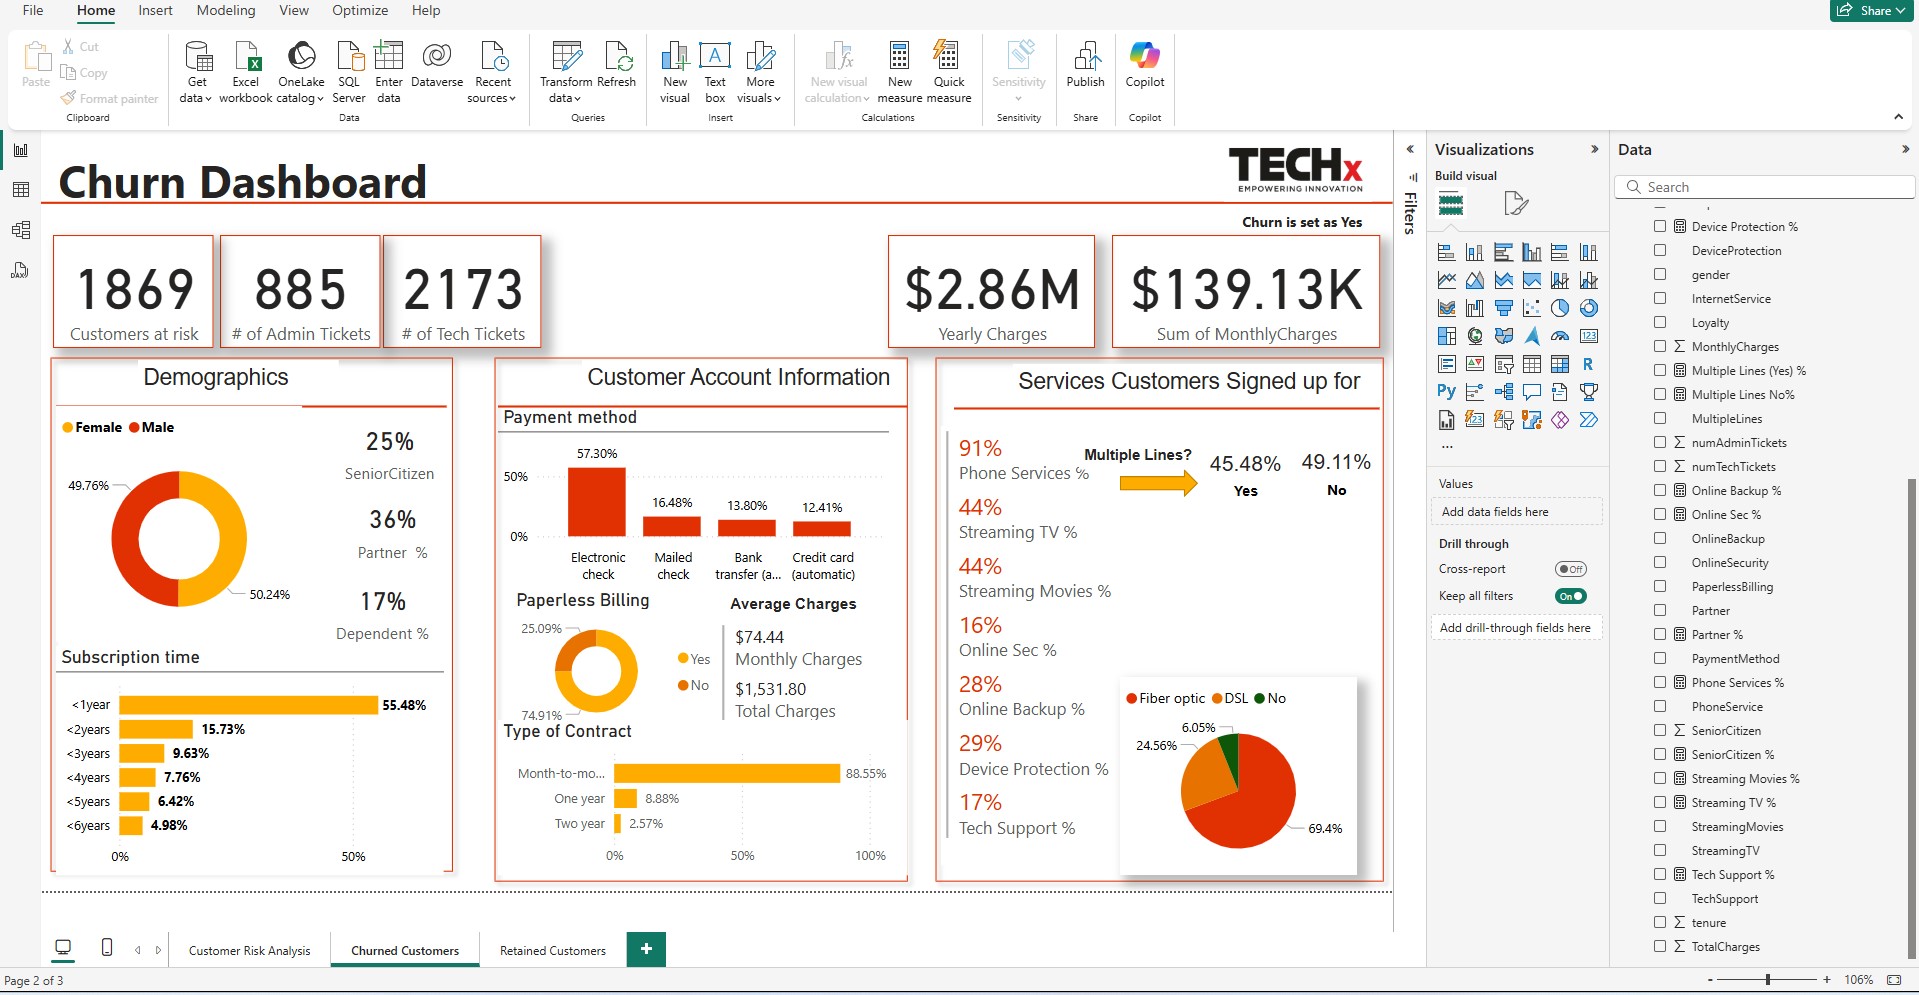 File Home Insert Modeling View Optimize Help
Share
Paste
Cut
Copy
Format painter
Clipboard
Get data
Excel workbook
OneLake catalog
SQL Server
Enter data
Dataverse
Recent sources
Data
Transform data
Refresh
Queries
New visual
Text box
More visuals
Insert
New visual calculation
New measure
Quick measure
Calculations
Sensitivity
Sensitivity
Publish
Share
Copilot
Copilot
Churn Dashboard
TECHx
EMPOWERING INNOVATION
Churn is set as Yes
1869
Customers at risk
885
# of Admin Tickets
2173
# of Tech Tickets
$2.86M
Yearly Charges
$139.13K
Sum of MonthlyCharges
Demographics
Female Male
49.76%
50.24%
25%
SeniorCitizen
36%
Partner %
17%
Dependent %
Subscription time
<1year 55.48%
<2years 15.73%
<3years 9.63%
<4years 7.76%
<5years 6.42%
<6years 4.98%
0% 50%
Customer Account Information
Payment method
50%
0%
57.30%
16.48%
13.80%
12.41%
Electronic check
Mailed check
Bank transfer (a...
Credit card (automatic)
Paperless Billing
25.09%
74.91%
Yes
No
Average Charges
$74.44
Monthly Charges
$1,531.80
Total Charges
Type of Contract
Month-to-mo... 88.55%
One year 8.88%
Two year 2.57%
0% 50% 100%
Services Customers Signed up for
91%
Phone Services %
44%
Streaming TV %
44%
Streaming Movies %
16%
Online Sec %
28%
Online Backup %
29%
Device Protection %
17%
Tech Support %
Multiple Lines?
45.48%
Yes
49.11%
No
Fiber optic DSL No
6.05%
24.56%
69.4%
Filters
Visualizations
Build visual
123
R
Py
123
...
Values
Add data fields here
Drill through
Cross-report Off
Keep all filters On
Add drill-through fields here
Data
Search
Device Protection %
DeviceProtection
gender
InternetService
Loyalty
MonthlyCharges
Multiple Lines (Yes) %
Multiple Lines No%
MultipleLines
numAdminTickets
numTechTickets
Online Backup %
Online Sec %
OnlineBackup
OnlineSecurity
PaperlessBilling
Partner
Partner %
PaymentMethod
Phone Services %
PhoneService
SeniorCitizen
SeniorCitizen %
Streaming Movies %
Streaming TV %
StreamingMovies
StreamingTV
Tech Support %
TechSupport
tenure
TotalCharges
Customer Risk Analysis
Churned Customers
Retained Customers
+
Page 2 of 3
- + 106%